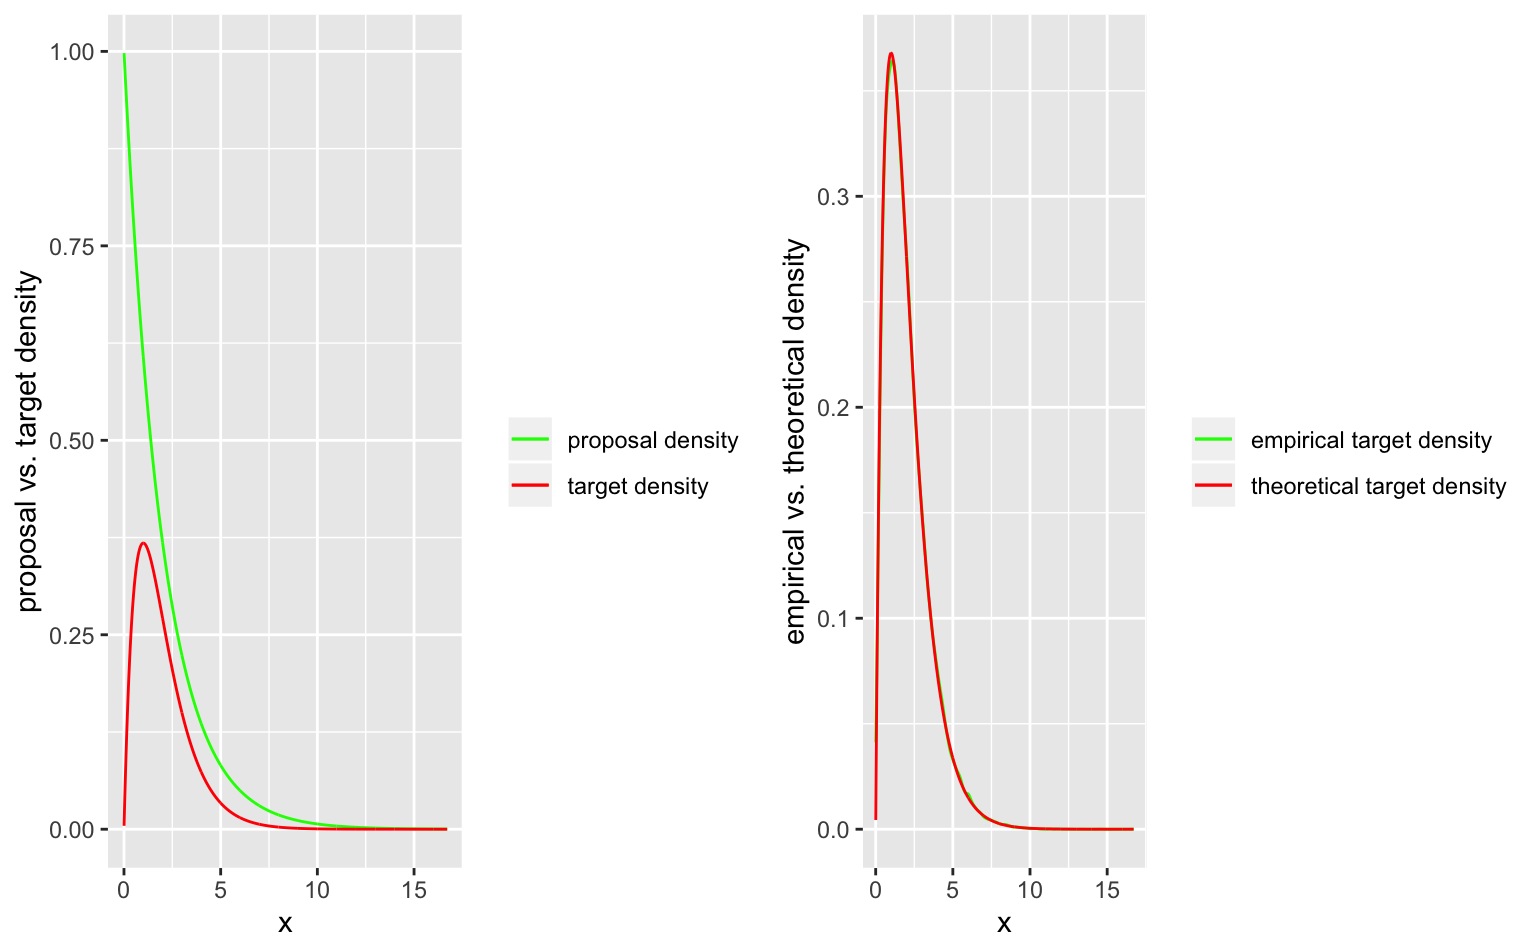 proposal vs. target density
1.00
0.75
0.50
0.25
0.00
0 5 10 15
x
proposal density
target density
empirical vs. theoretical density
0.3
0.2
0.1
0.0
0 5 10 15
x
empirical target density
theoretical target density